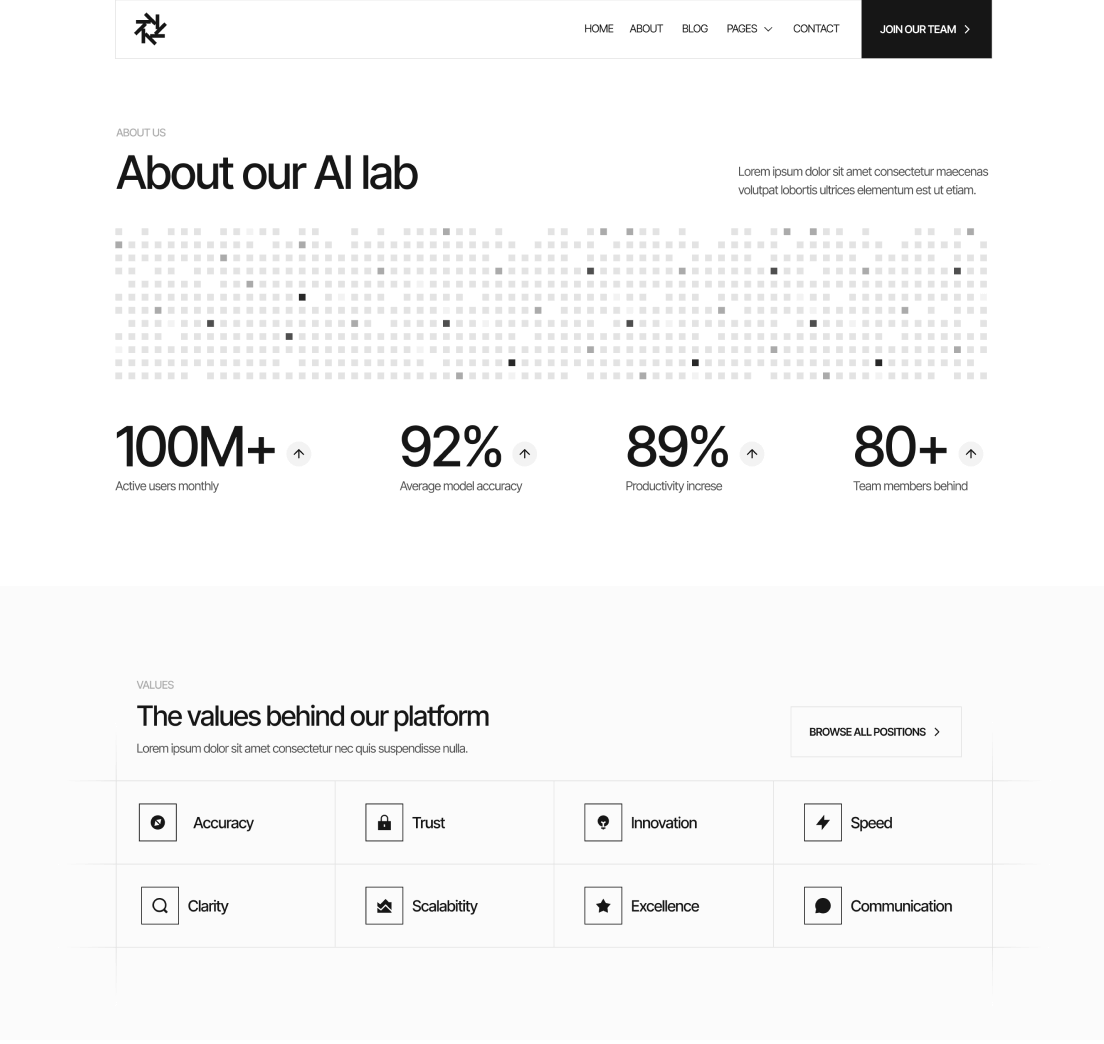 HOME ABOUT BLOG PAGES CONTACT JOIN OUR TEAM
ABOUT US
About our AI lab
Lorem ipsum dolor sit amet consectetur maecenas
volutpat lobortis ultrices elementum est ut etiam.
100M+ 92% 89% 80+
Active users monthly Average model accuracy Productivity increse Team members behind
VALUES
The values behind our platform
Lorem ipsum dolor sit amet consectetur nec quis suspendisse nulla.
BROWSE ALL POSITIONS
Accuracy Trust Innovation Speed
Clarity Scalabitity Excellence Communication